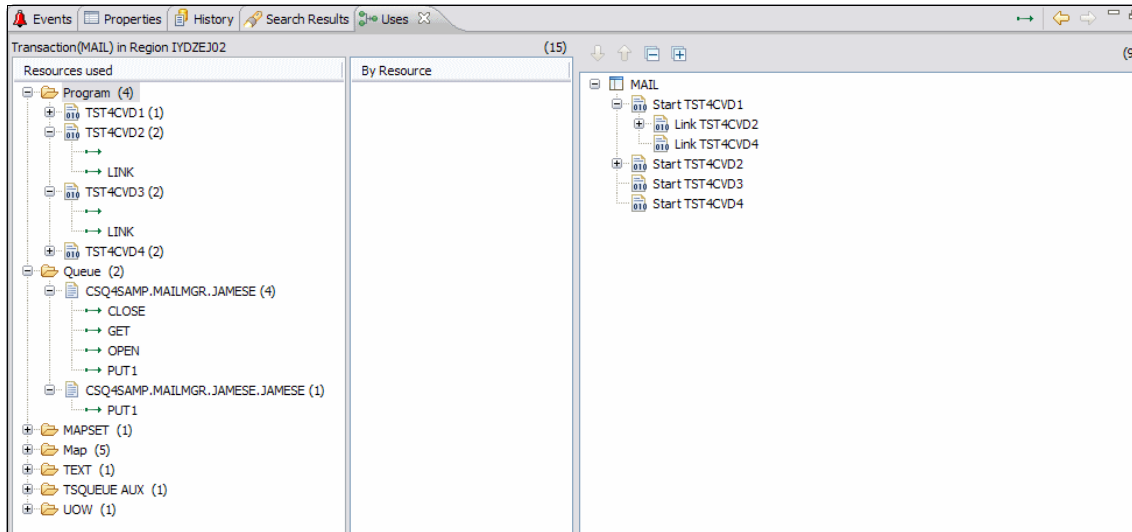 Events Properties History Search Results Uses
Transaction(MAIL) in Region IYDZEJ02 (15)
Resources used
Program (4)
TST4CVD1 (1)
TST4CVD2 (2)
LINK
TST4CVD3 (2)
LINK
TST4CVD4 (2)
Queue (2)
CSQ4SAMP.MAILMGR.JAMESE (4)
CLOSE
GET
OPEN
PUT1
CSQ4SAMP.MAILMGR.JAMESE.JAMESE (1)
PUT1
MAPSET (1)
Map (5)
TEXT (1)
TSQUEUE AUX (1)
UOW (1)
By Resource
MAIL
Start TST4CVD1
Link TST4CVD2
Link TST4CVD4
Start TST4CVD2
Start TST4CVD3
Start TST4CVD4